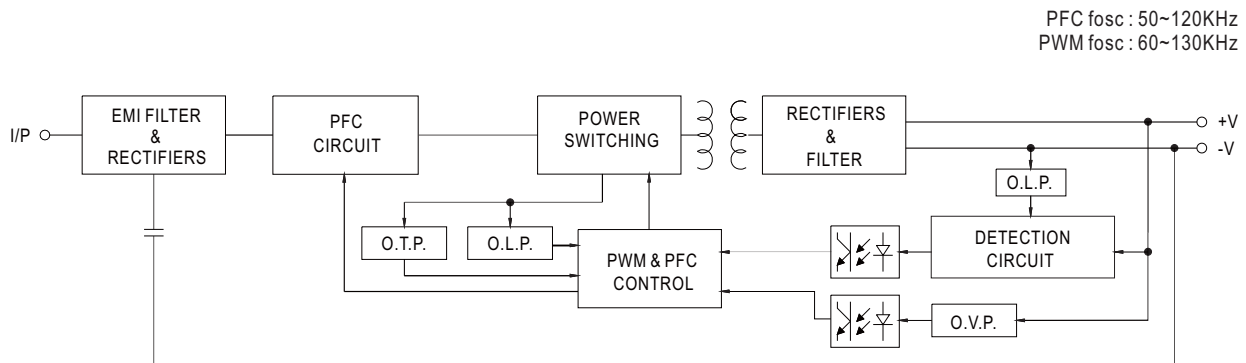 PFC fosc : 50~120KHz
PWM fosc : 60~130KHz
I/P
EMI FILTER
&
RECTIFIERS
PFC
CIRCUIT
POWER
SWITCHING
RECTIFIERS
&
FILTER
+V
-V
O.L.P.
O.T.P.
O.L.P.
PWM & PFC
CONTROL
DETECTION
CIRCUIT
O.V.P.